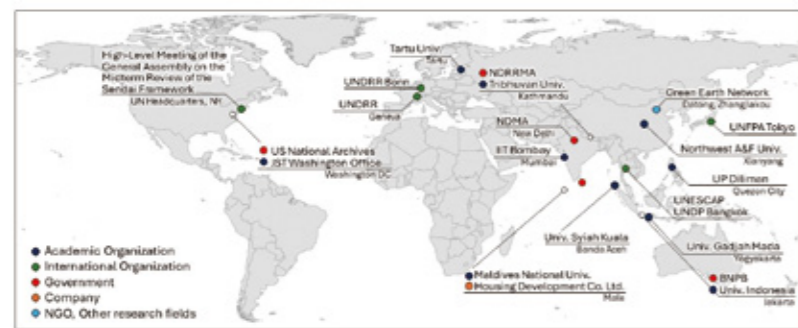 High-Level Meeting of the
General Assembly on the
Midterm Review of the
Sendai Framework
UN Headquarters, NY
US National Archives
JST Washington Office
Washington DC
UNDRR Bonn
UNDRR
Geneva
Tartu Univ.
Tartu
NDRRMA
Tribhuvan Univ.
Kathmandu
NDMA
New Delhi
IIT Bombay
Mumbai
Green Earth Network
Datong, Zhangjiakou
UNFPA Tokyo
Northwest A&F Univ.
Xianyang
UP Diliman
Quezon City
UNESCAP
UNDP Bangkok
Univ. Syiah Kuala
Banda Aceh
Univ. Gadjah Mada
Yogyakarta
Maldives National Univ.
Housing Development Co. Ltd.
Male
BNPB
Univ. Indonesia
Jakarta
Academic Organization
International Organization
Government
Company
NGO, Other research fields